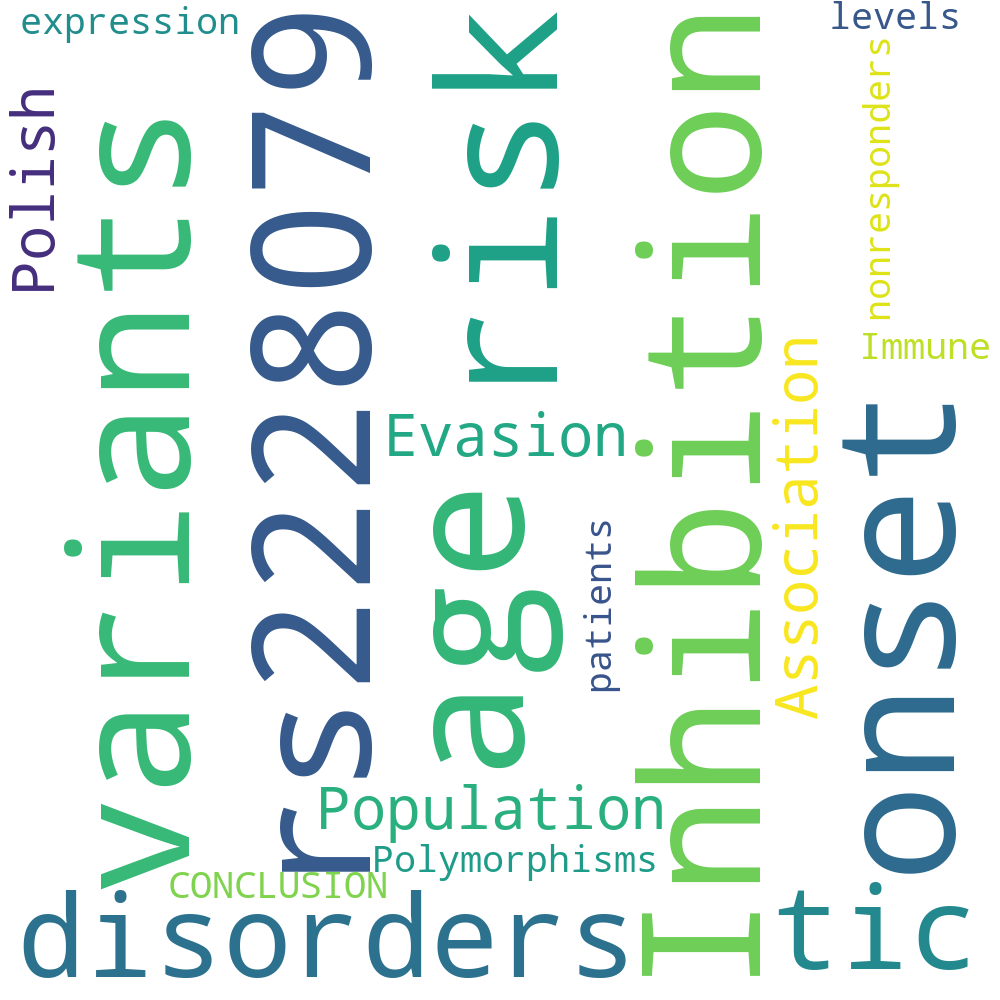 expression
levels
Polish
variants
rs2228079
risk
Inhibition
nonresponders
Immune
Association
onset
Evasion
age
patients
Population
Polymorphisms
CONCLUSION
disorders
tic